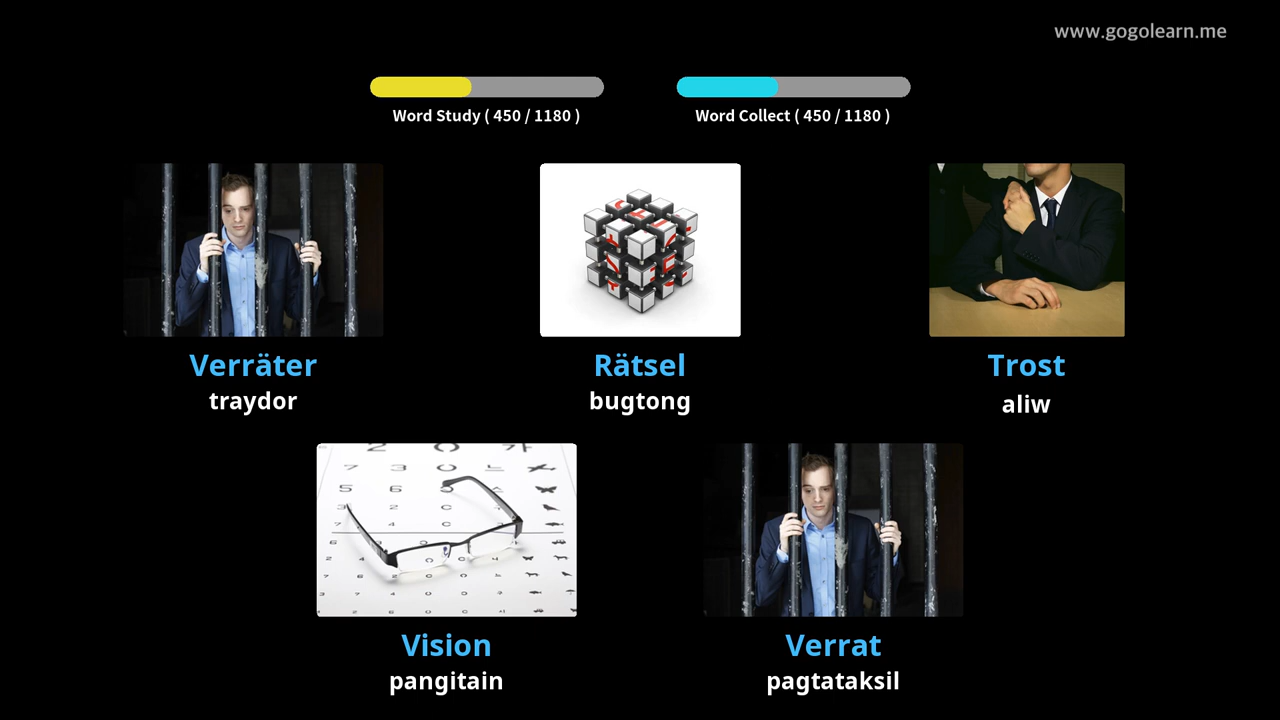 www.gogolearn.me
Word Study ( 450 / 1180 )
Word Collect ( 450 / 1180 )
Verräter
traydor
Rätsel
bugtong
Trost
aliw
Vision
pangitain
Verrat
pagtataksil